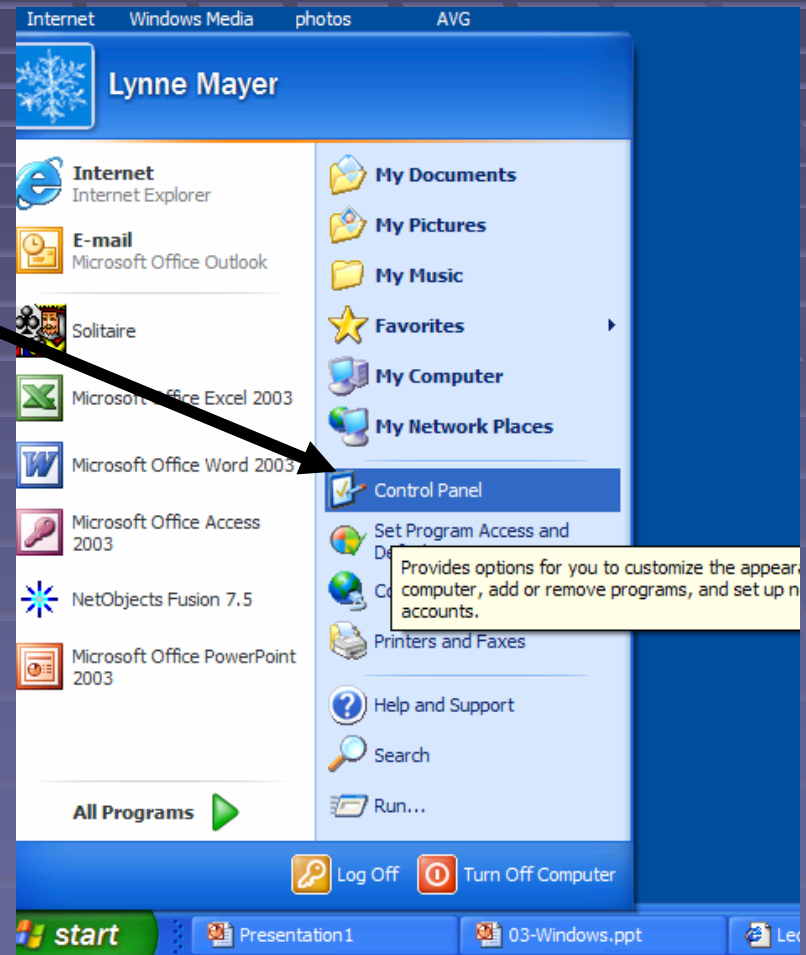 Internet Windows Media photos AVG
Lynne Mayer
Internet
Internet Explorer
E-mail
Microsoft Office Outlook
Solitaire
Microsoft Office Excel 2003
Microsoft Office Word 2003
Microsoft Office Access
2003
NetObjects Fusion 7.5
Microsoft Office PowerPoint
2003
All Programs
My Documents
My Pictures
My Music
Favorites
My Computer
My Network Places
Control Panel
Set Program Access and
Provides options for you to customize the
computer, add or remove programs, and set up
accounts.
Printers and Faxes
Help and Support
Search
Run...
Log Off Turn Off Computer
start Presentation1 03-Windows.ppt